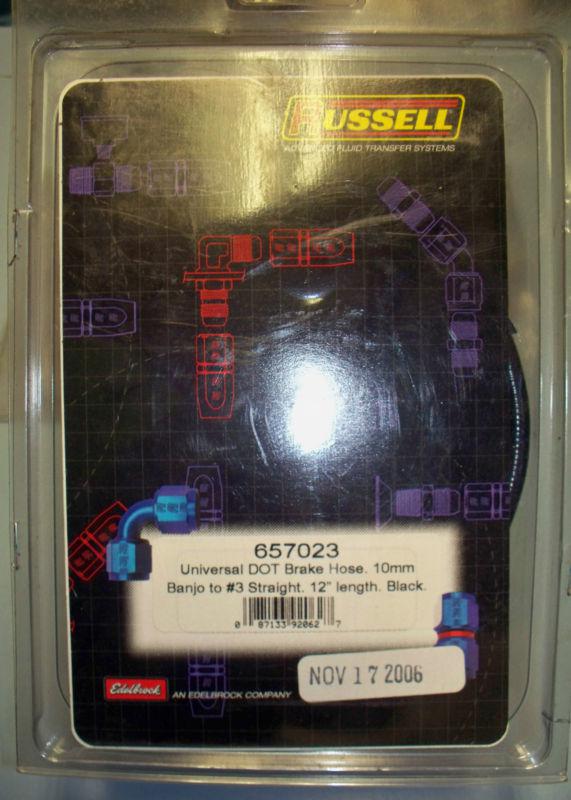 RUSSELL
ADVANCED FLUID TRANSFER SYSTEMS
657023
Universal DOT Brake Hose. 10mm
Banjo to #3 Straight. 12" length. Black.
0 87133 92062 7
NOV 17 2006
Edelbrock AN EDELBROCK COMPANY